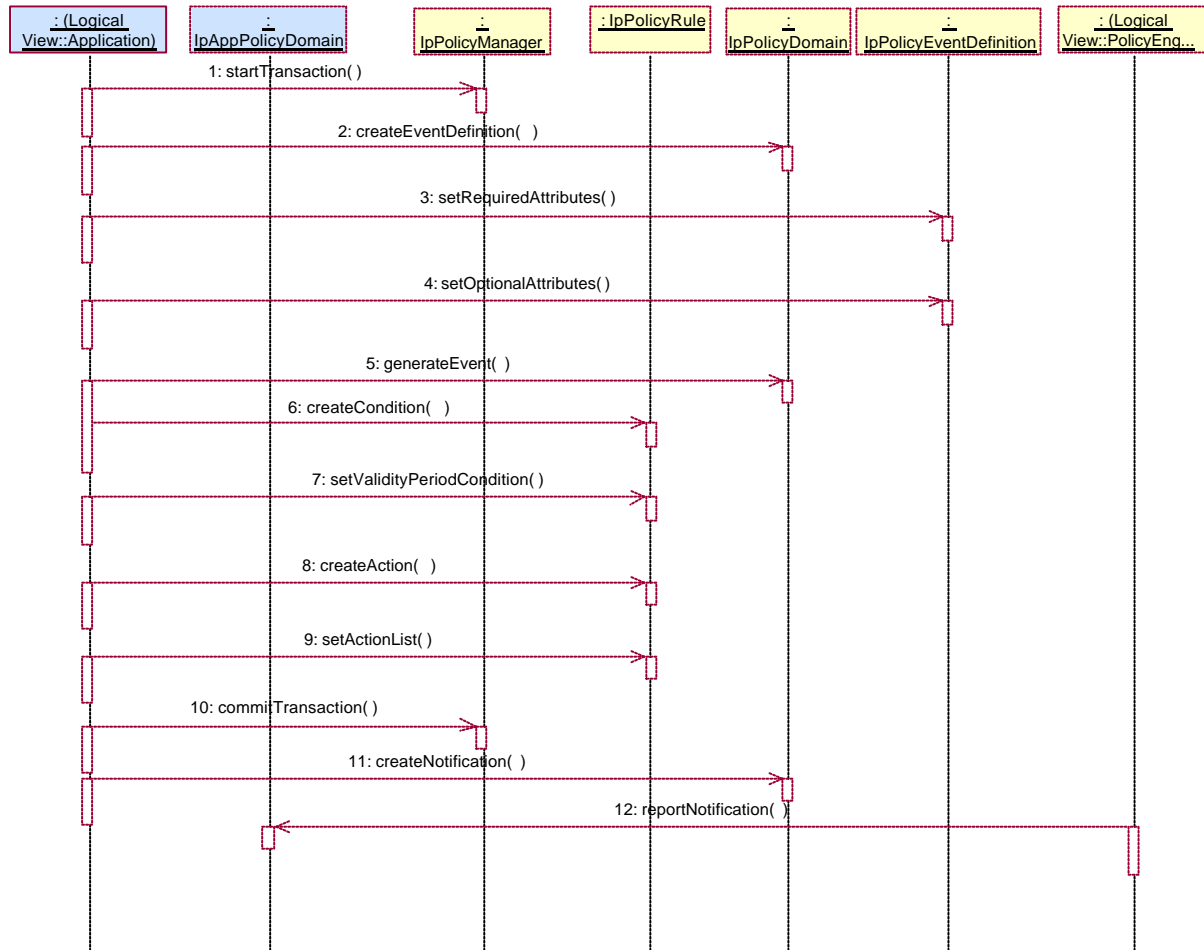 : (Logical
View::Application)
:
IpAppPolicyDomain
:
IpPolicyManager
: IpPolicyRule
:
IpPolicyDomain
:
IpPolicyEventDefinition
: (Logical
View::PolicyEng...
1: startTransaction( )
2: createEventDefinition(  )
3: setRequiredAttributes( )
4: setOptionalAttributes( )
5: generateEvent(  )
6: createCondition(  )
7: setValidityPeriodCondition( )
8: createAction(  )
9: setActionList( )
10: commitTransaction( )
11: createNotification(  )
12: reportNotification(  )